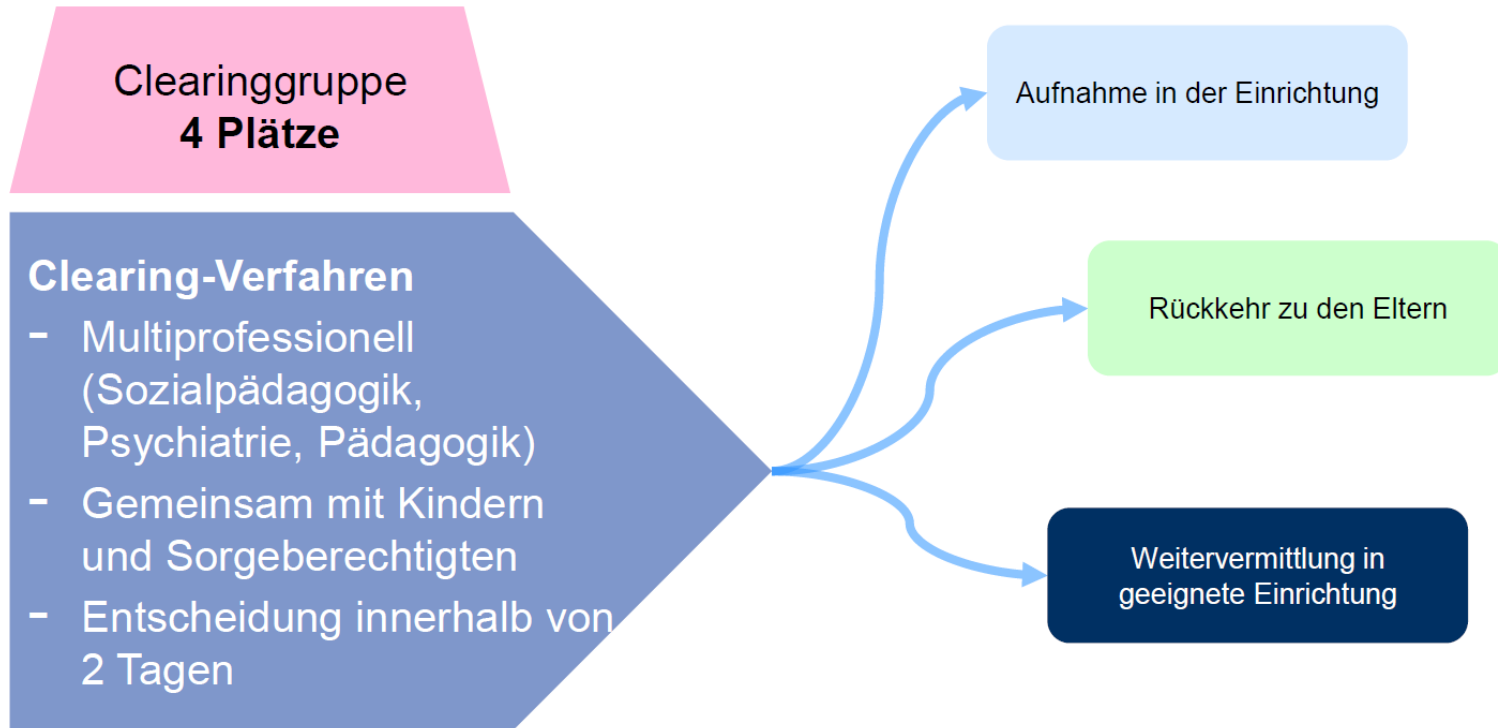 Clearinggruppe
4 Plätze
Clearing-Verfahren
- Multiprofessionell
(Sozialpädagogik,
Psychiatrie, Pädagogik)
- Gemeinsam mit Kindern
und Sorgeberechtigten
- Entscheidung innerhalb von
2 Tagen
Aufnahme in der Einrichtung
Rückkehr zu den Eltern
Weitervermittlung in
geeignete Einrichtung